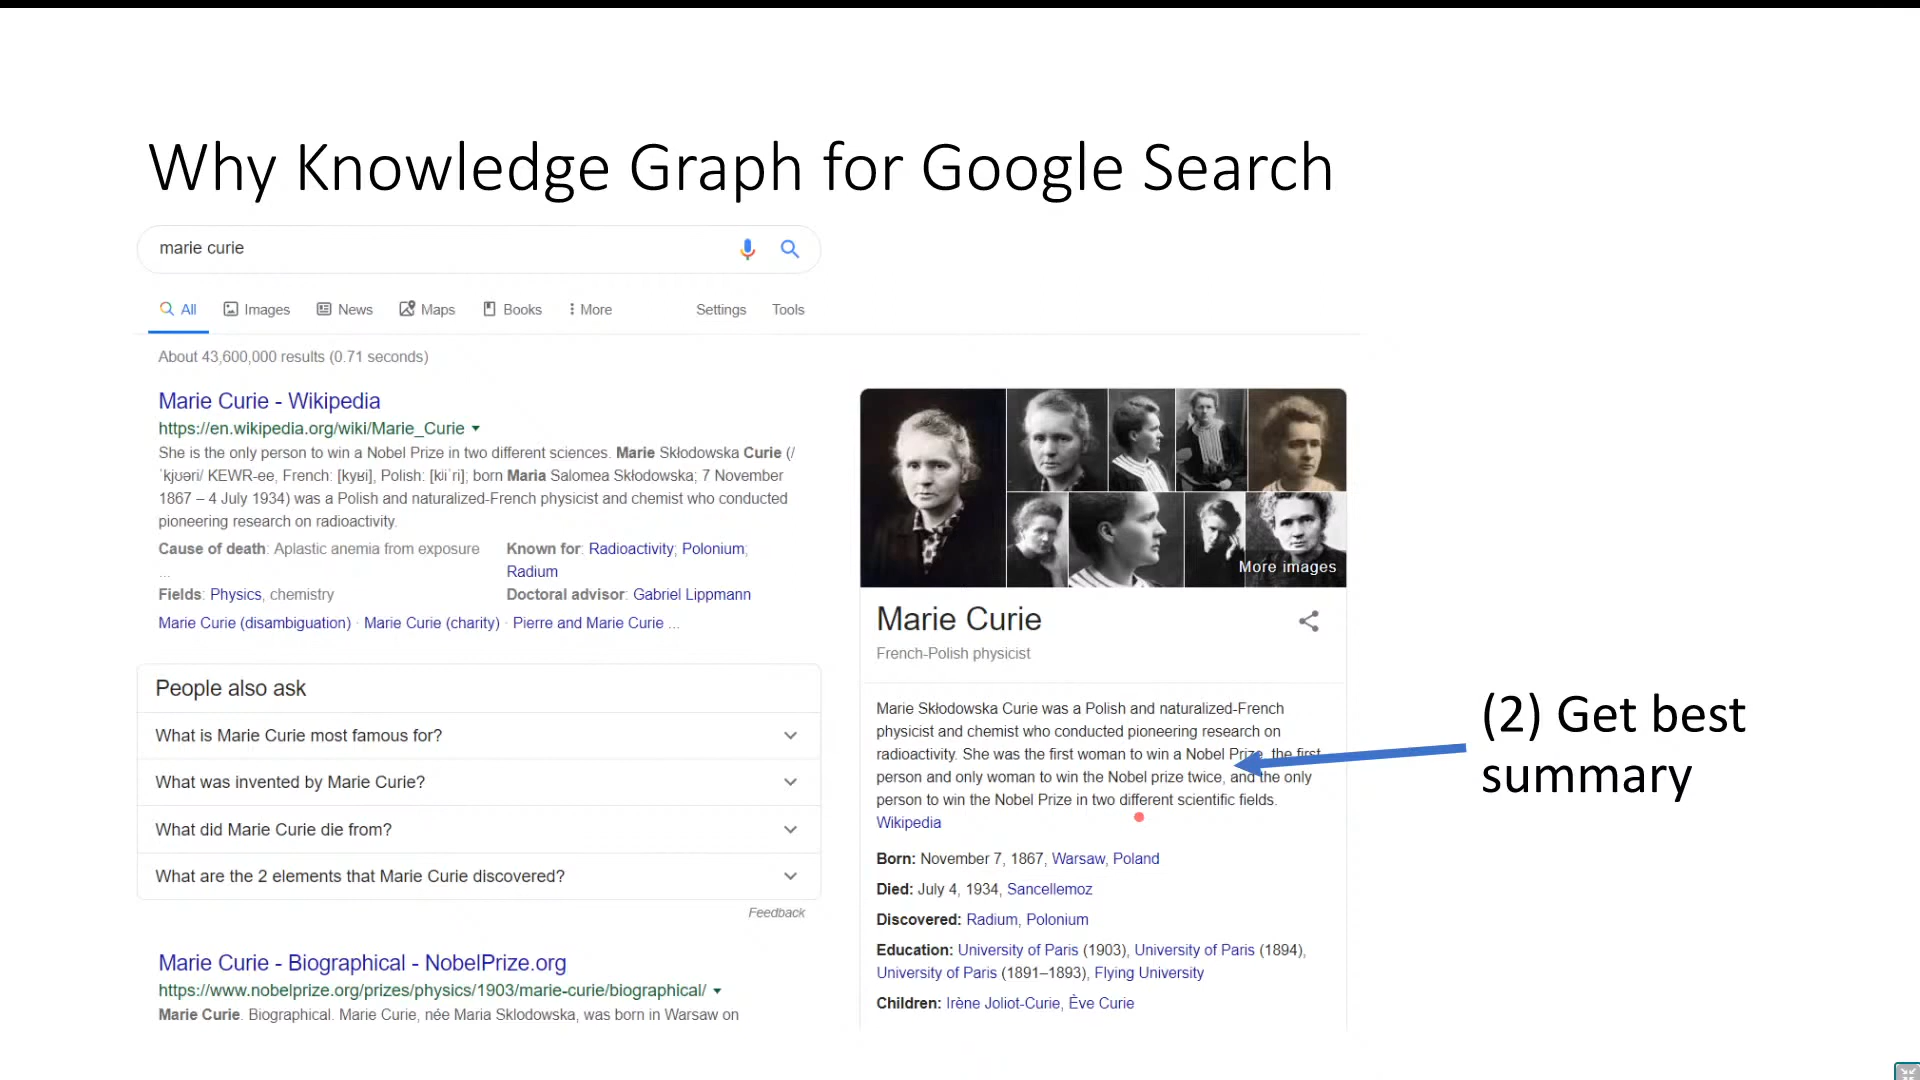 Why Knowledge Graph for Google Search
marie curie
All Images News Maps Books More Settings Tools
About 43,600,000 results (0.71 seconds)
Marie Curie - Wikipedia
https://en.wikipedia.org/wiki/Marie_Curie
She is the only person to win a Nobel Prize in two different sciences. Marie Skłodowska Curie (/
ˈkjʊəri/ KEWR-ee, French: [kyʁi], Polish: [kʲiˈri]; born Maria Salomea Skłodowska; 7 November
1867 – 4 July 1934) was a Polish and naturalized-French physicist and chemist who conducted
pioneering research on radioactivity.
Cause of death: Aplastic anemia from exposure
...
Known for: Radioactivity; Polonium;
Radium
Fields: Physics, chemistry
Doctoral advisor: Gabriel Lippmann
Marie Curie (disambiguation) · Marie Curie (charity) · Pierre and Marie Curie ...
People also ask
What is Marie Curie most famous for?
What was invented by Marie Curie?
What did Marie Curie die from?
What are the 2 elements that Marie Curie discovered?
Feedback
Marie Curie - Biographical - NobelPrize.org
https://www.nobelprize.org/prizes/physics/1903/marie-curie/biographical/
Marie Curie. Biographical. Marie Curie, née Maria Sklodowska, was born in Warsaw on
More images
Marie Curie
French-Polish physicist
Marie Skłodowska Curie was a Polish and naturalized-French
physicist and chemist who conducted pioneering research on
radioactivity. She was the first woman to win a Nobel Prize, the first
person and only woman to win the Nobel prize twice, and the only
person to win the Nobel Prize in two different scientific fields.
Wikipedia
Born: November 7, 1867, Warsaw, Poland
Died: July 4, 1934, Sancellemoz
Discovered: Radium, Polonium
Education: University of Paris (1903), University of Paris (1894),
University of Paris (1891–1893), Flying University
Children: Irène Joliot-Curie, Ève Curie
(2) Get best
summary